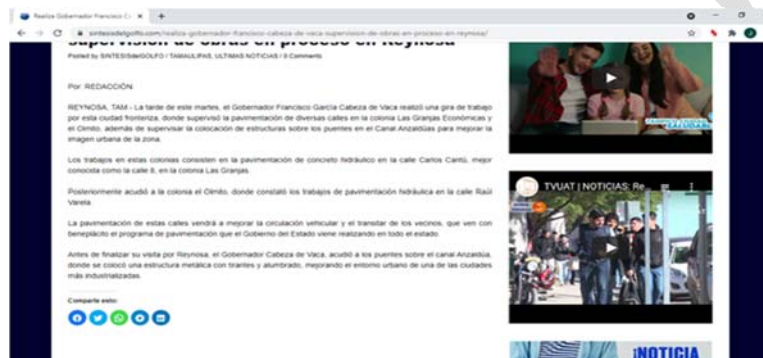 Realiza Gobernador Francisco C
sintesisdelgolfo.com/realiza-gobernador-francisco-cabeza-de-vaca-supervision-de-obras-en-proceso-en-reynosa/
supervisión de obras en proceso en Reynosa
Posted by SINTESISdelGOLFO / TAMAULIPAS, ULTIMAS NOTICIAS / 0 Comments
Por: REDACCIÓN
REYNOSA, TAM.- La tarde de este martes, el Gobernador Francisco García Cabeza de Vaca realizó una gira de trabajo
por esta ciudad fronteriza, donde supervisó la pavimentación de diversas calles en la colonia Las Granjas Económicas y
el Olmito, además de supervisar la colocación de estructuras sobre los puentes en el Canal Anzaldúas para mejorar la
imagen urbana de la zona.
Los trabajos en estas colonias consisten en la pavimentación de concreto hidráulico en la calle Carlos Cantú, mejor
conocida como la calle 8, en la colonia Las Granjas.
Posteriormente acudió a la colonia el Olmito, donde constató los trabajos de pavimentación hidráulica en la calle Raúl
Varela.
La pavimentación de estas calles vendrá a mejorar la circulación vehicular y el transitar de los vecinos, que ven con
beneplácito el programa de pavimentación que el Gobierno del Estado viene realizando en todo el estado.
Antes de finalizar su visita por Reynosa, el Gobernador Cabeza de Vaca, acudió a los puentes sobre el canal Anzaldúa,
donde se colocó una estructura metálica con tirantes y alumbrado, mejorando el entorno urbano de una de las ciudades
más industrializadas.
Comparte esto:
TVUAT | NOTICIAS: Re...
¡NOTICIA